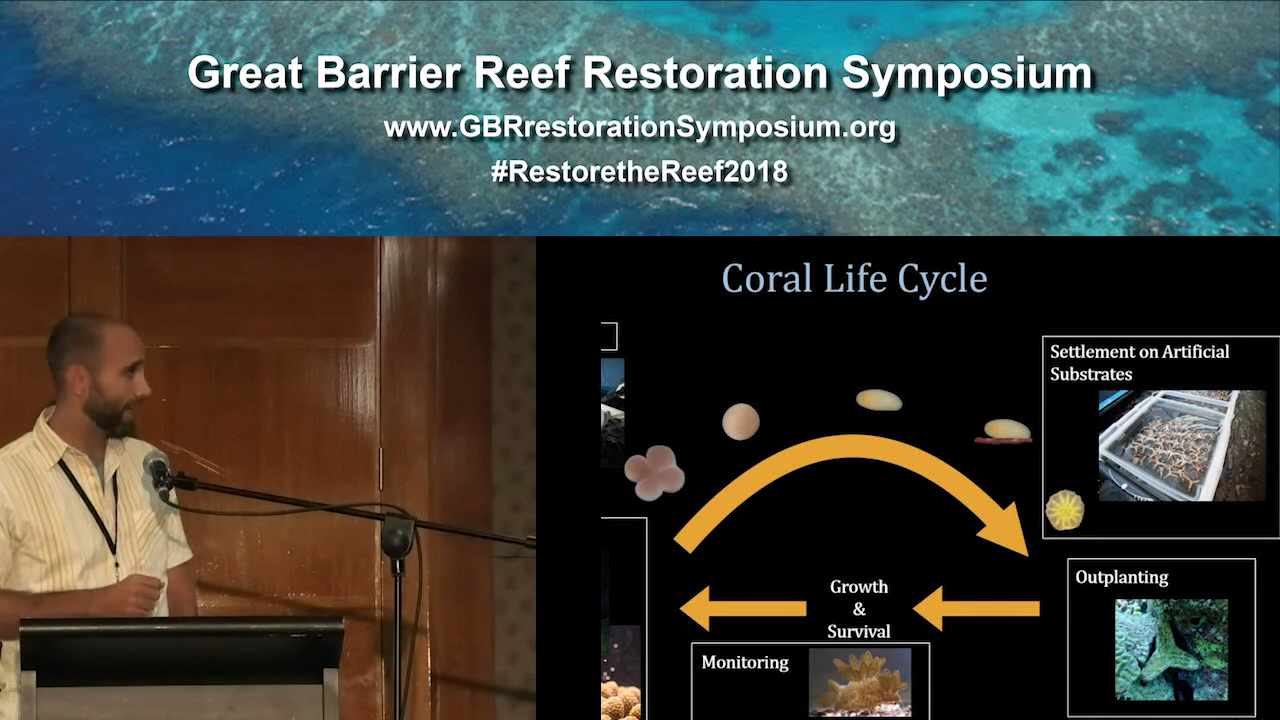 Great Barrier Reef Restoration Symposium
www.GBRrestorationSymposium.org
#RestoretheReef2018
Coral Life Cycle
Settlement on Artificial
Substrates
Growth
&
Survival
Outplanting
Monitoring